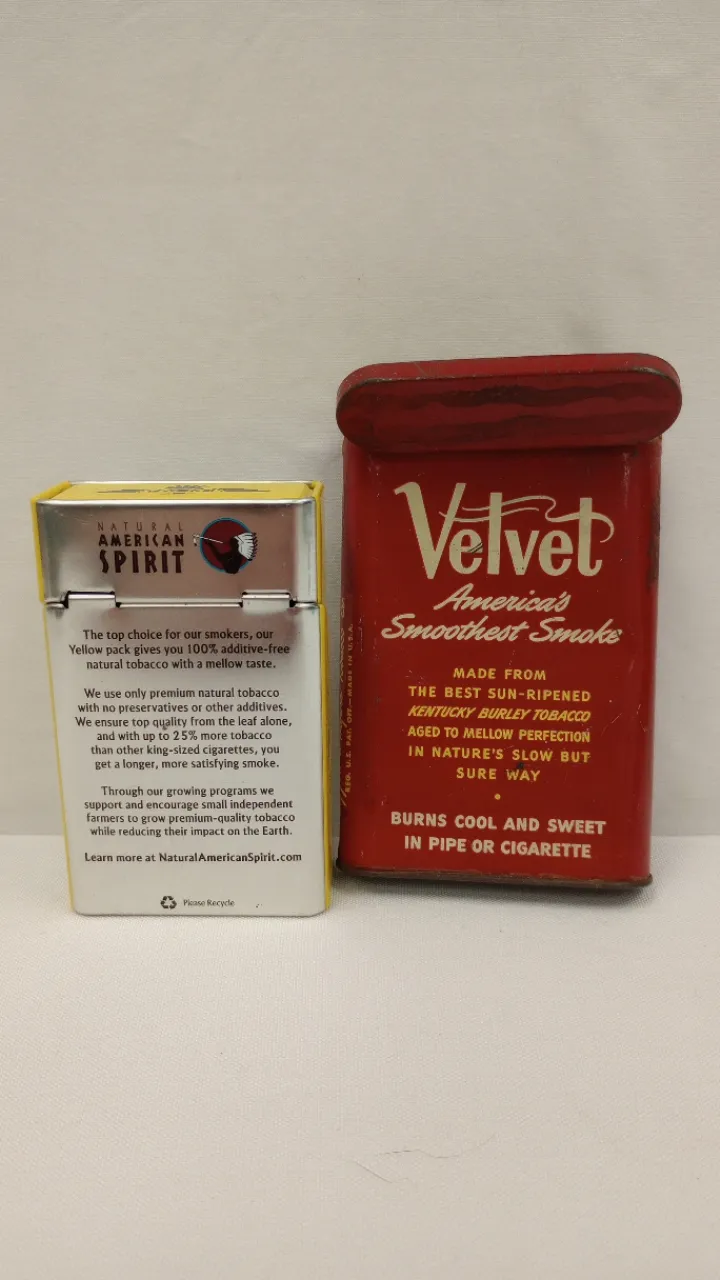 NATURAL
AMERICAN
SPIRIT
The top choice for our smokers, our
Yellow pack gives you 100% additive-free
natural tobacco with a mellow taste.
We use only premium natural tobacco
with no preservatives or other additives.
We ensure top quality from the leaf alone,
and with up to 25% more tobacco
than other king-sized cigarettes, you
get a longer, more satisfying smoke.
Through our growing programs we
support and encourage small independent
farmers to grow premium-quality tobacco
while reducing their impact on the Earth.
Learn more at NaturalAmericanSpirit.com
Please Recycle
Velvet
America's
Smoothest Smoke
MADE FROM
THE BEST SUN-RIPENED
KENTUCKY BURLEY TOBACCO
AGED TO MELLOW PERFECTION
IN NATURE'S SLOW BUT
SURE WAY
BURNS COOL AND SWEET
IN PIPE OR CIGARETTE
REG. U.S. PAT. OFF.—MADE IN U.S.A.